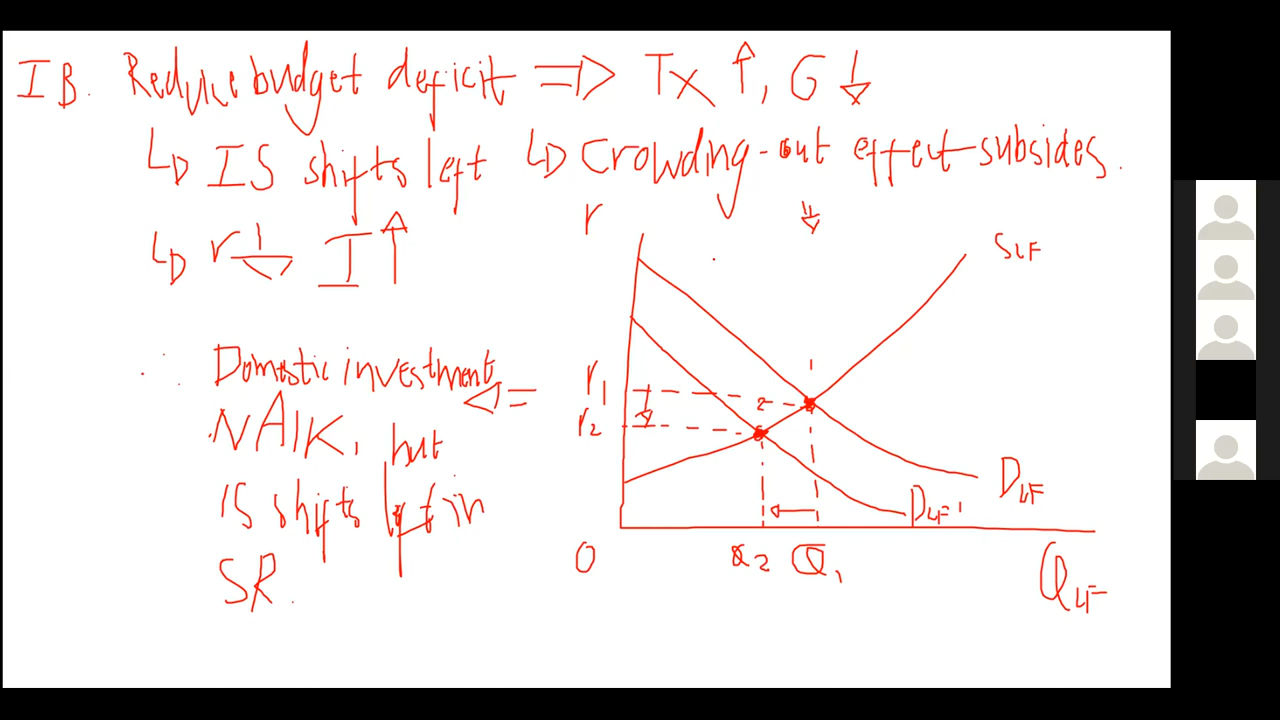 IB. Reduce budget deficit ⇒ Tx ↑, G ↓
↳ IS shifts left ↳ Crowding-out effect subsides.
↳ r ↓ I ↑
r
SLF
Domestic investment
NAIK, but
IS shifts left in
SR.
r1
r2
DLF
DLF'
0
Q2 Q1
QLF